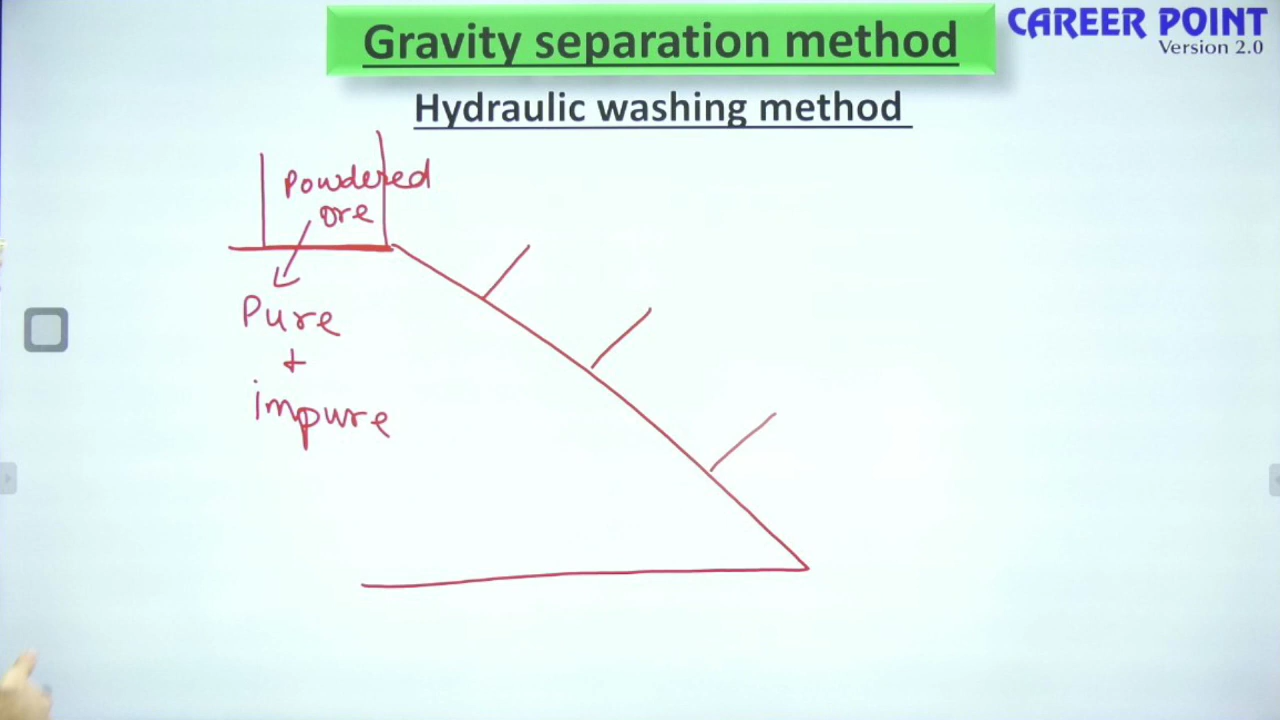 Gravity separation method
CAREER POINT
Version 2.0
Hydraulic washing method
Powdered
ore
Pure
+
impure